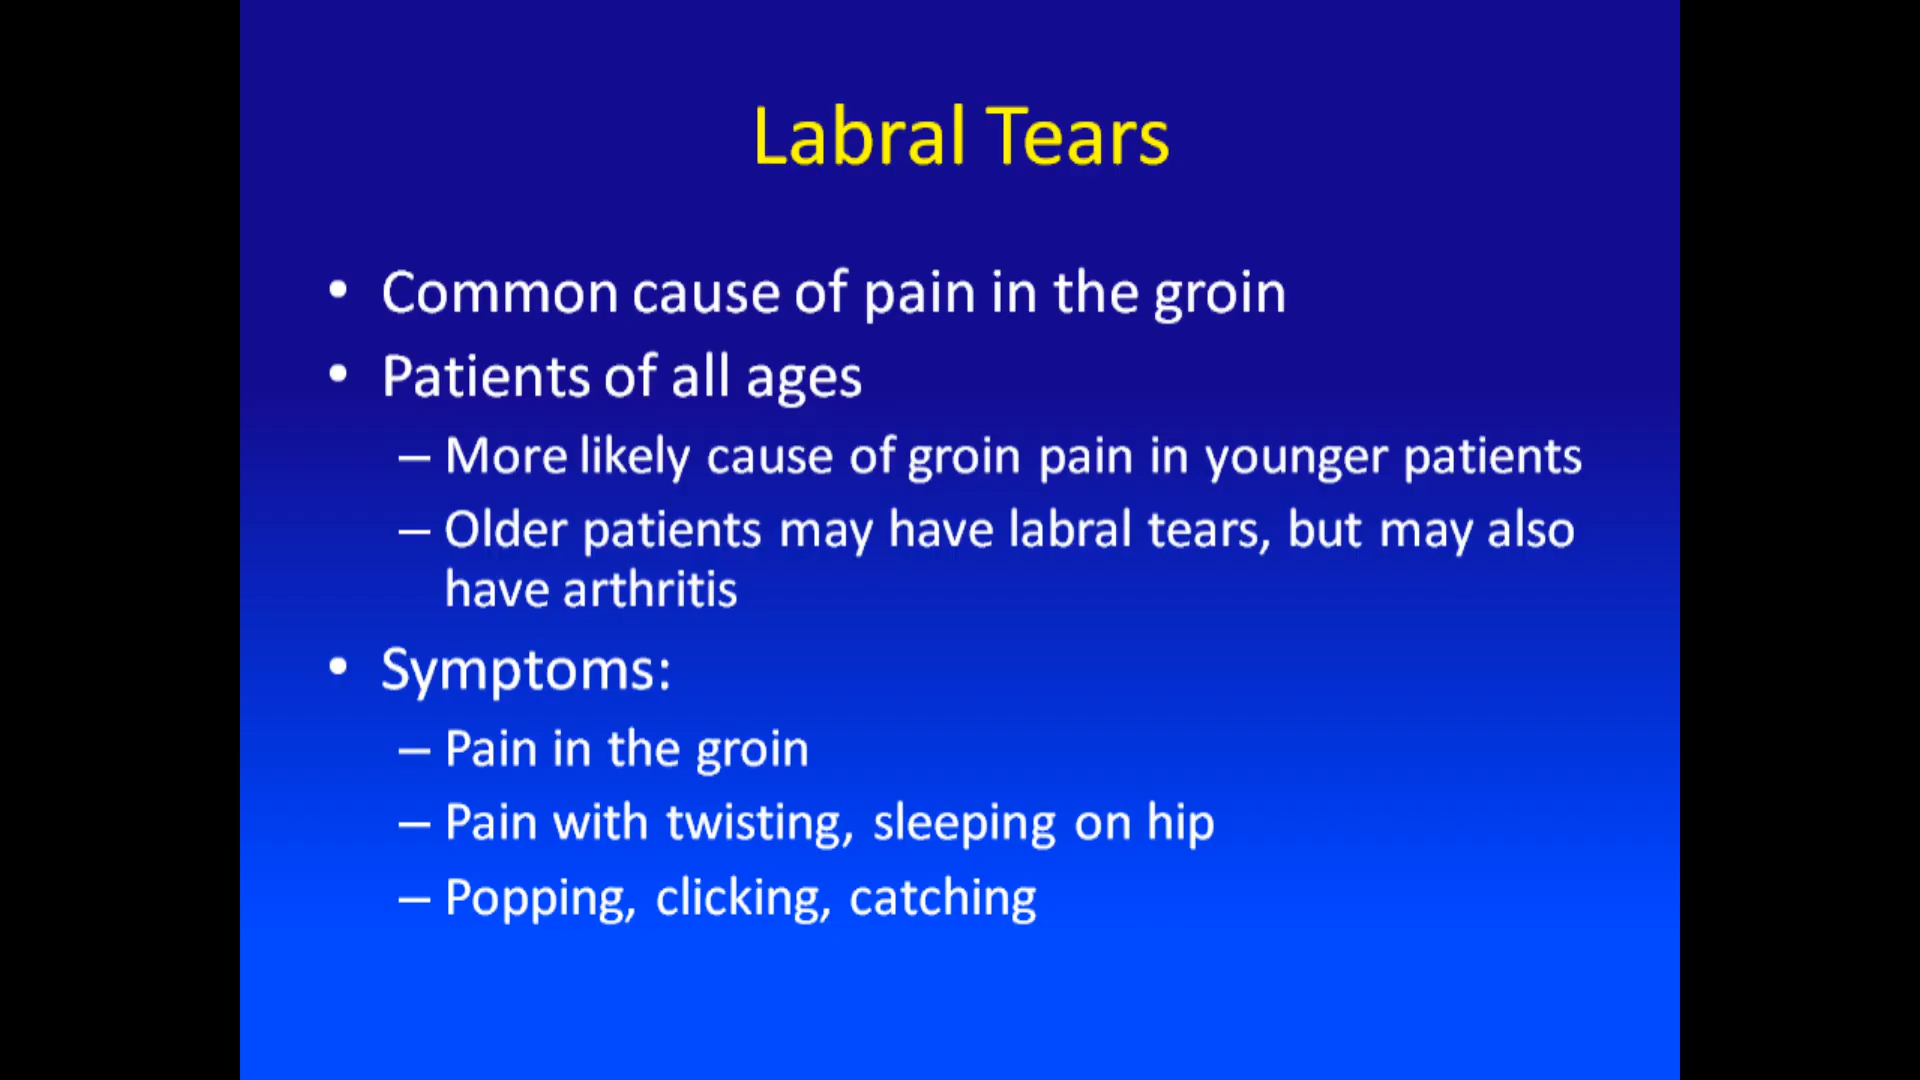 Labral Tears
• Common cause of pain in the groin
• Patients of all ages
– More likely cause of groin pain in younger patients
– Older patients may have labral tears, but may also
have arthritis
• Symptoms:
– Pain in the groin
– Pain with twisting, sleeping on hip
– Popping, clicking, catching